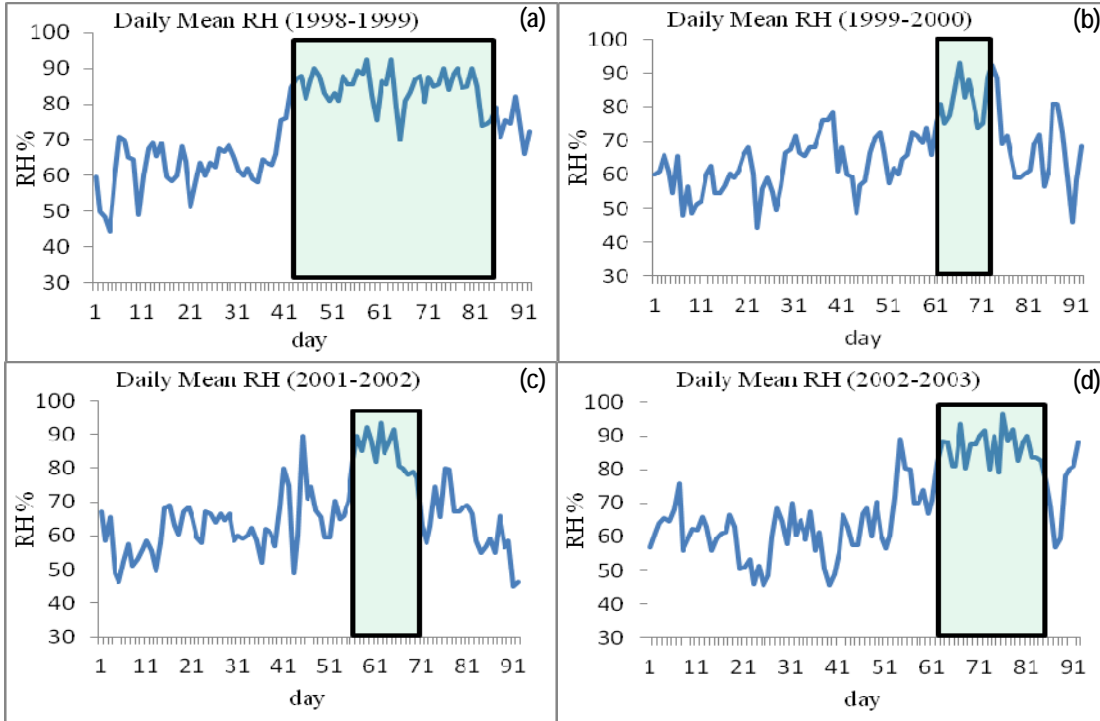 Daily Mean RH (1998-1999)
(a)
100
90
80
70
60
50
40
30
RH%
1 11 21 31 41 51 61 71 81 91
day
Daily Mean RH (1999-2000)
(b)
100
90
80
70
60
50
40
30
RH%
1 11 21 31 41 51 61 71 81 91
day
Daily Mean RH (2001-2002)
(c)
100
90
80
70
60
50
40
30
RH%
1 11 21 31 41 51 61 71 81 91
day
Daily Mean RH (2002-2003)
(d)
100
90
80
70
60
50
40
30
RH%
1 11 21 31 41 51 61 71 81 91
day